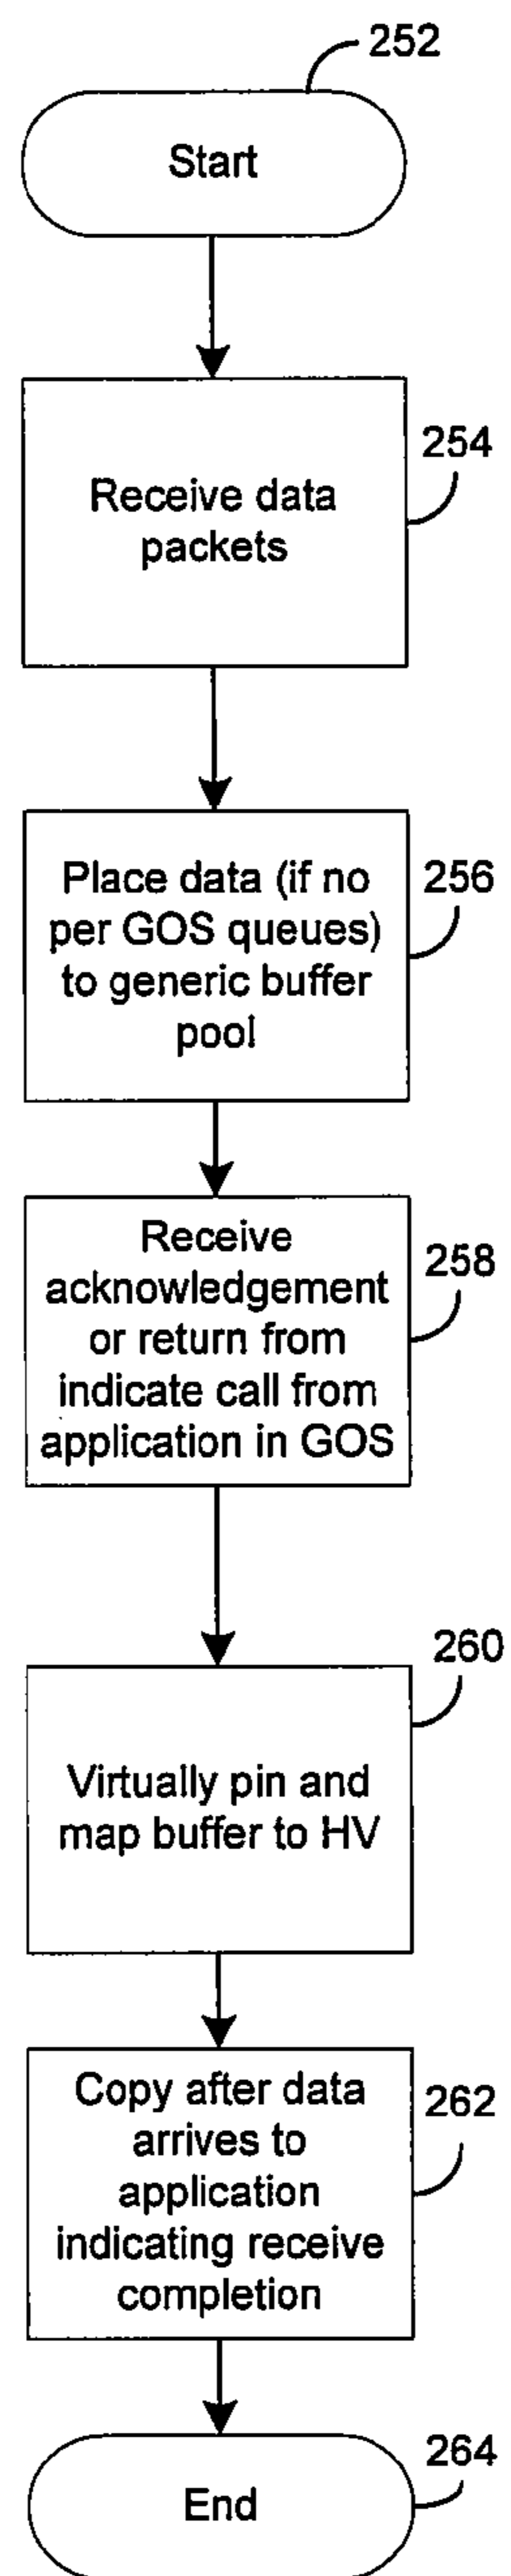 252
Start
254
Receive data
packets
256
Place data (if no
per GOS queues)
to generic buffer
pool
258
Receive
acknowledgement
or return from
indicate call from
application in GOS
260
Virtually pin and
map buffer to HV
262
Copy after data
arrives to
application
indicating receive
completion
264
End